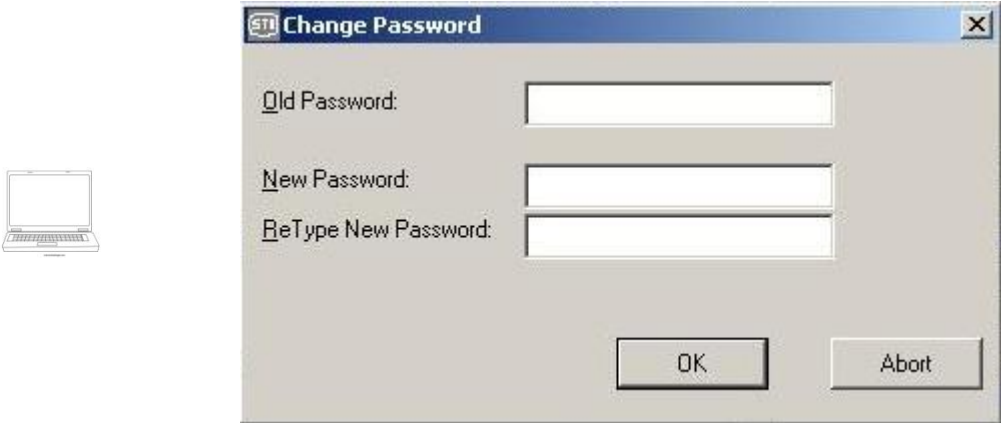 STI Change Password
Old Password:
New Password:
ReType New Password:
OK Abort